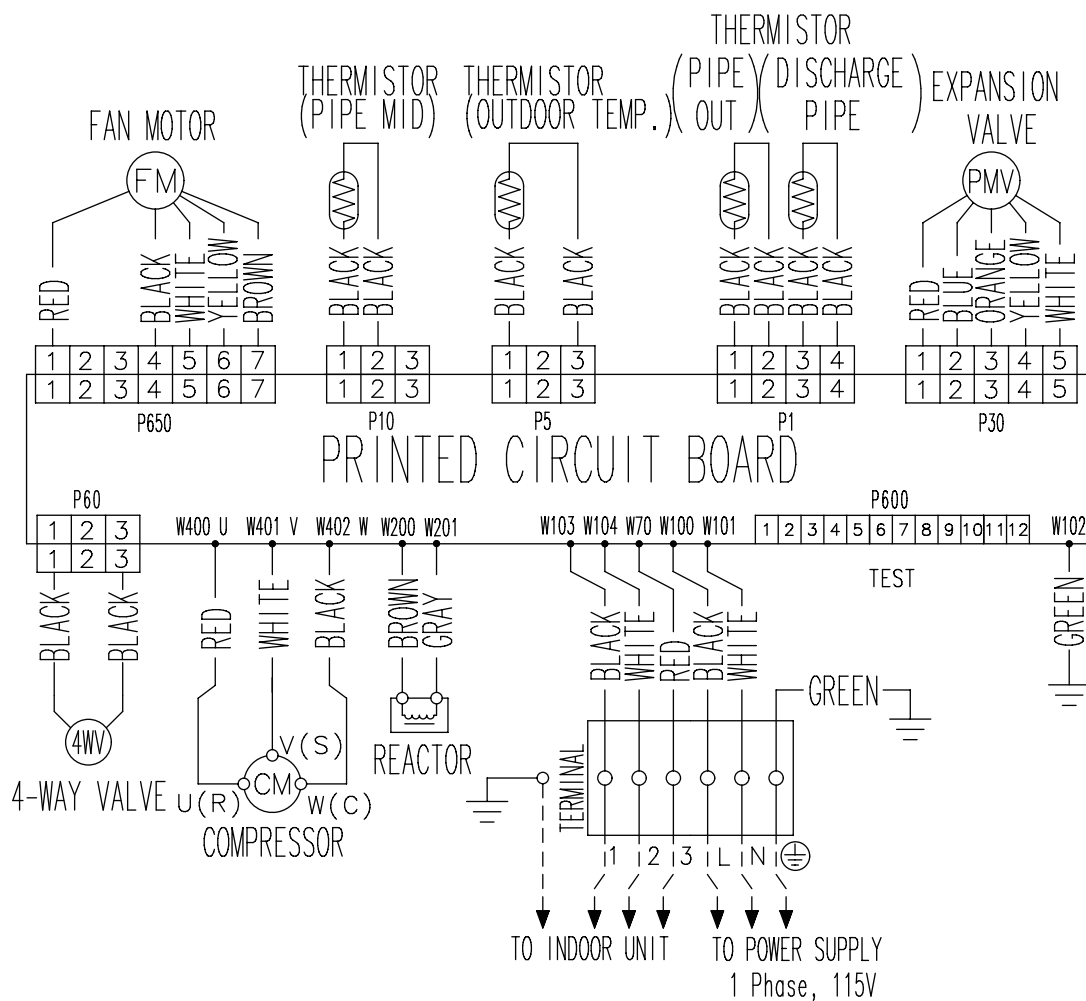 THERMISTOR
THERMISTOR (PIPE MID)
THERMISTOR (OUTDOOR TEMP.)
(PIPE OUT)
(DISCHARGE PIPE)
EXPANSION VALVE
FAN MOTOR
FM
PMV
RED
BLACK
WHITE
YELLOW
BROWN
BLACK
BLACK
BLACK
BLACK
BLACK
BLACK
BLACK
BLACK
RED
BLUE
ORANGE
YELLOW
WHITE
1 2 3 4 5 6 7
1 2 3
1 2 3
1 2 3 4
1 2 3 4 5
1 2 3 4 5 6 7
1 2 3
1 2 3
1 2 3 4
1 2 3 4 5
P650
P10
P5
P1
P30
PRINTED CIRCUIT BOARD
P60
P600
1 2 3
W400 U
W401 V
W402 W
W200
W201
W103
W104
W70
W100
W101
1 2 3 4 5 6 7 8 9 10 11 12
W102
1 2 3
TEST
BLACK
BLACK
RED
WHITE
BLACK
BROWN
GRAY
BLACK
WHITE
RED
BLACK
WHITE
GREEN
GREEN
4WV
4-WAY VALVE
V(S)
CM
U(R)
W(C)
COMPRESSOR
REACTOR
TERMINAL
1 2 3 L N
TO INDOOR UNIT
TO POWER SUPPLY
1 Phase, 115V